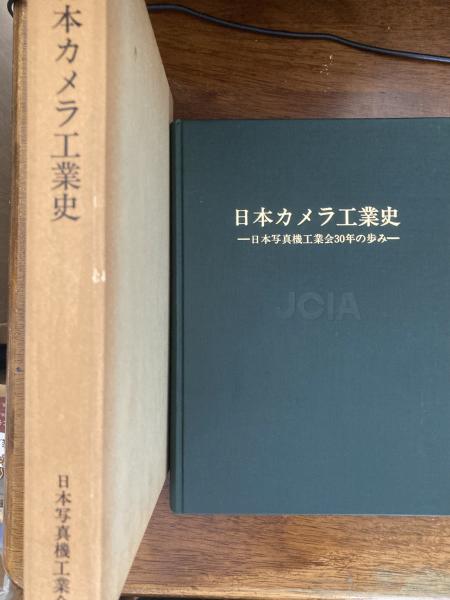 本カメラ工業史
日本写真機工業会
日本カメラ工業史
―日本写真機工業会30年の歩み―
JCIA